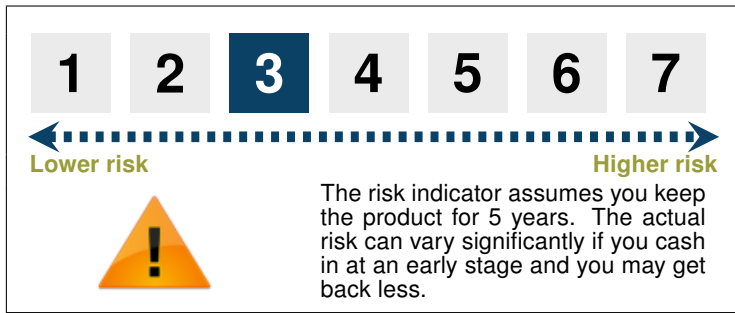 1 2 3 4 5 6 7
Lower risk Higher risk
The risk indicator assumes you keep
the product for 5 years. The actual
risk can vary significantly if you cash
in at an early stage and you may get
back less.